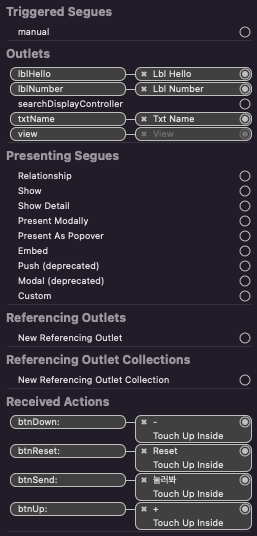 Triggered Segues
manual
Outlets
lblHello ✖ Lbl Hello
lblNumber ✖ Lbl Number
searchDisplayController
txtName ✖ Txt Name
view ✖ View
Presenting Segues
Relationship
Show
Show Detail
Present Modally
Present As Popover
Embed
Push (deprecated)
Modal (deprecated)
Custom
Referencing Outlets
New Referencing Outlet
Referencing Outlet Collections
New Referencing Outlet Collection
Received Actions
btnDown: ✖ -
Touch Up Inside
btnReset: ✖ Reset
Touch Up Inside
btnSend: ✖ 눌러봐
Touch Up Inside
btnUp: ✖ +
Touch Up Inside